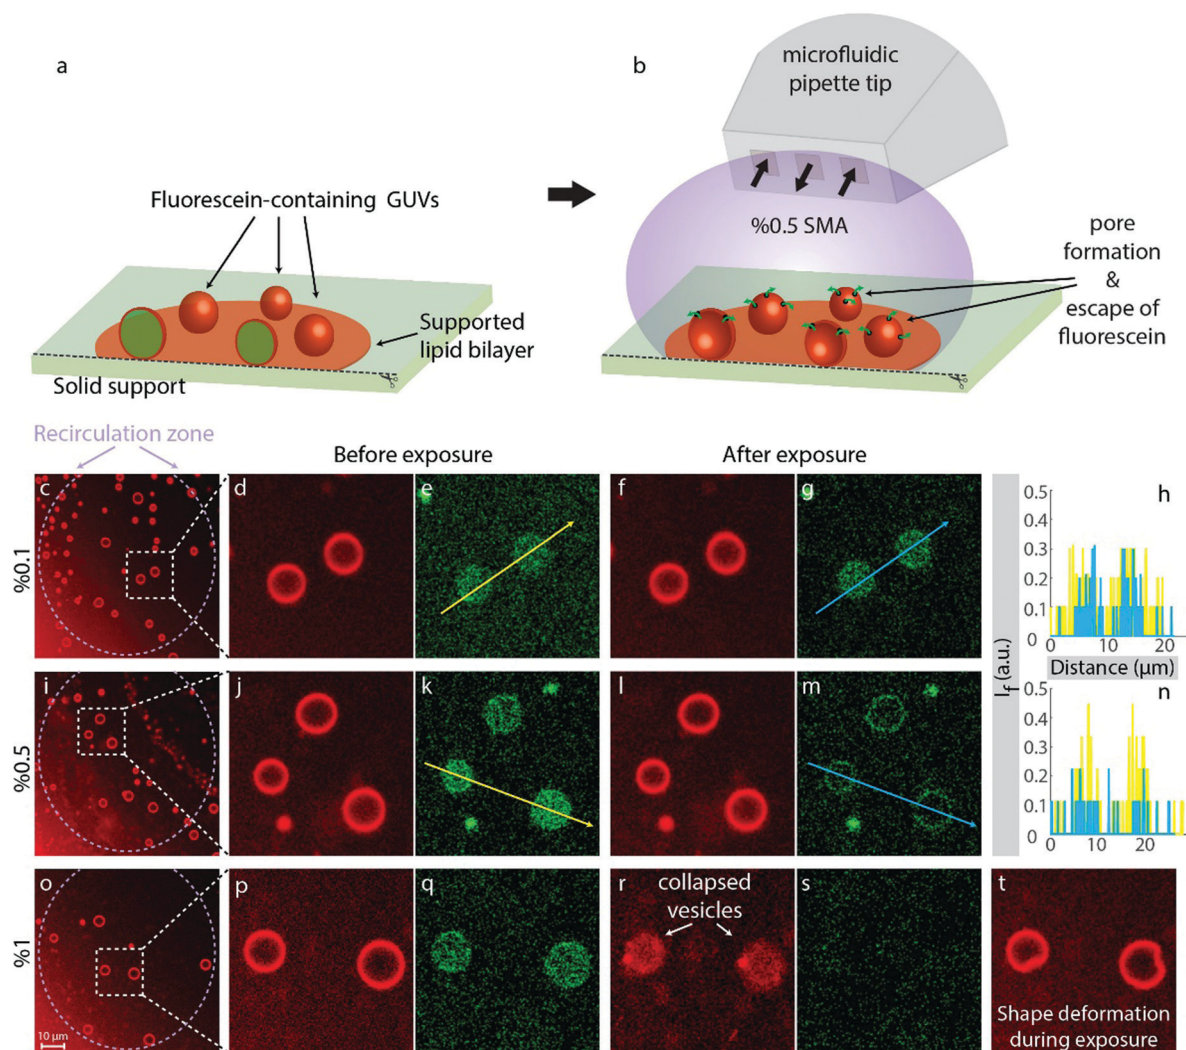 a
b
microfluidic
pipette tip
Fluorescein-containing GUVs
%0.5 SMA
pore
formation
&
escape of
fluorescein
Supported
lipid bilayer
Solid support
Recirculation zone
Before exposure
After exposure
%0.1
c
d
e
f
g
h
0.5
0.4
0.3
0.2
0.1
0
0
10
20
Distance (µm)
I_f (a.u.)
%0.5
i
j
k
l
m
n
0.5
0.4
0.3
0.2
0.1
0
0
10
20
%1
o
p
q
r
collapsed
vesicles
s
t
10 µm
Shape deformation
during exposure